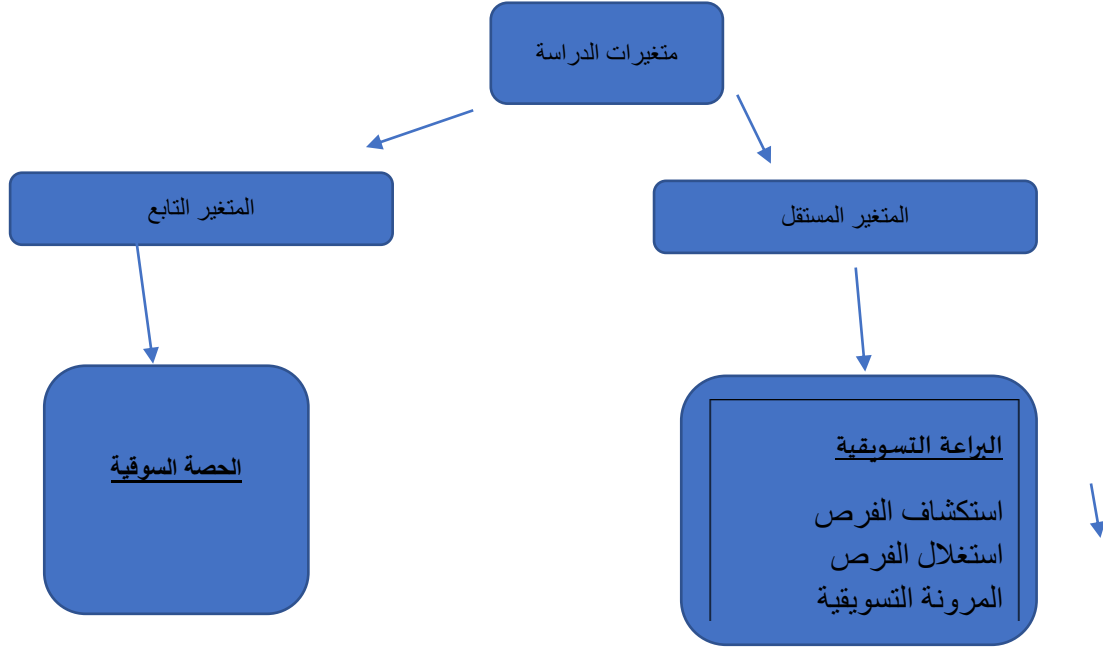 متغيرات الدراسة
المتغير المستقل
المتغير التابع
البراعة التسويقية
استكشاف الفرص
استغلال الفرص
المرونة التسويقية
الحصة السوقية